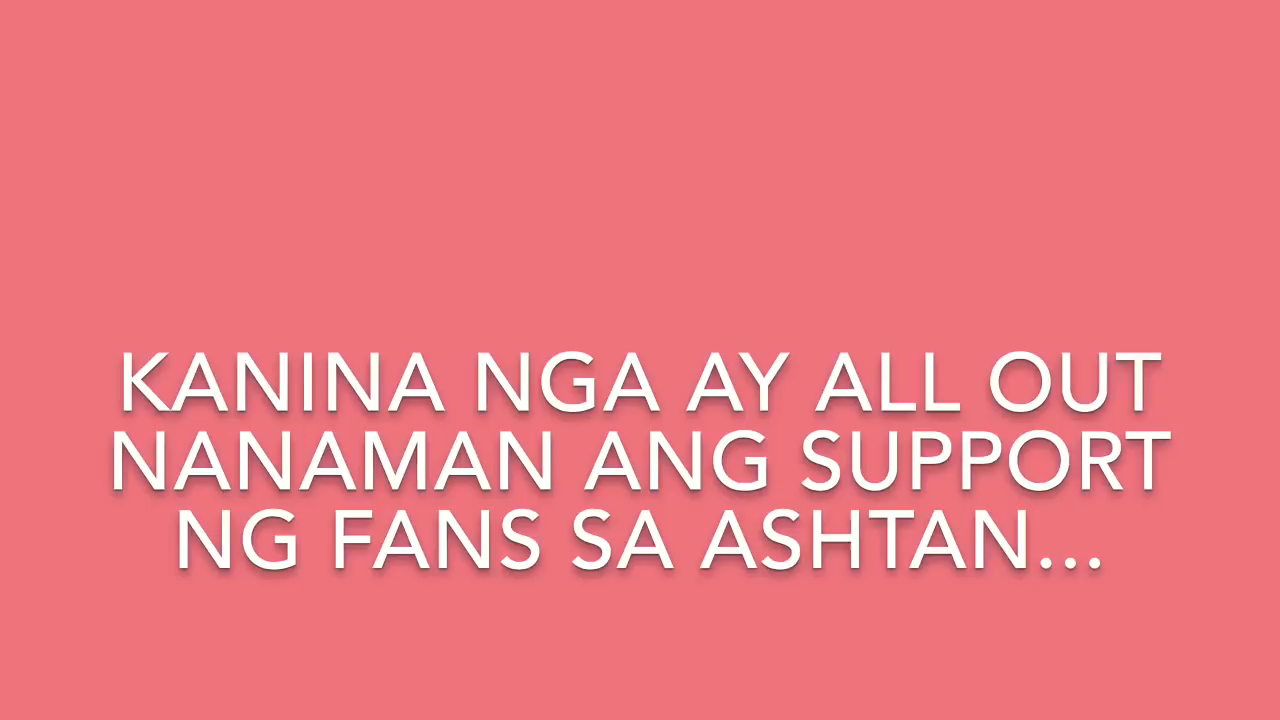 KANINA NGA AY ALL OUT
NANAMAN ANG SUPPORT
NG FANS SA ASHTAN...